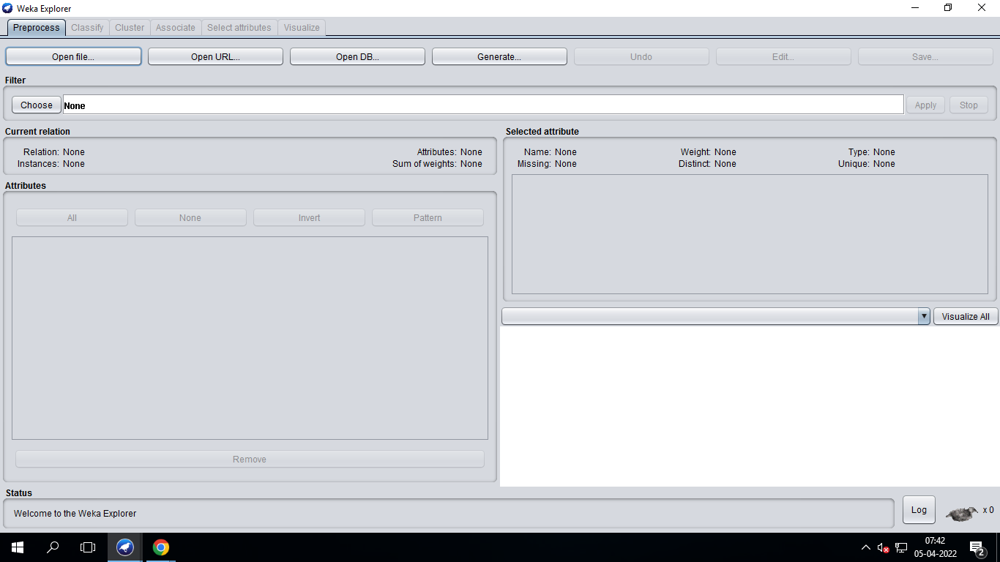 Weka Explorer
Preprocess Classify Cluster Associate Select attributes Visualize
Open file... Open URL... Open DB... Generate... Undo Edit... Save...
Filter
Choose None Apply Stop
Current relation
Relation: None Attributes: None
Instances: None Sum of weights: None
Selected attribute
Name: None Weight: None Type: None
Missing: None Distinct: None Unique: None
Attributes
All None Invert Pattern
Visualize All
Remove
Status
Welcome to the Weka Explorer
Log x 0
07:42
05-04-2022
2